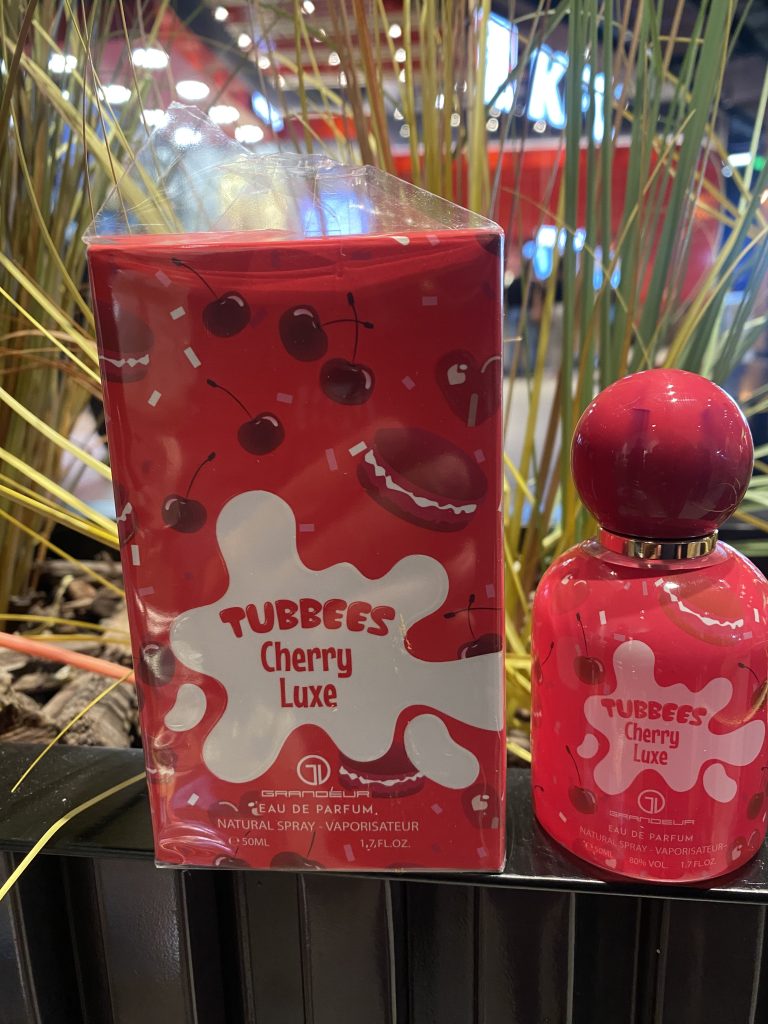 TUBBEES
Cherry
Luxe
GRANDEUR
EAU DE PARFUM
NATURAL SPRAY - VAPORISATEUR
℮ 50ML 1.7 FL.OZ.
TUBBEES
Cherry
Luxe
GRANDEUR
EAU DE PARFUM
NATURAL SPRAY - VAPORISATEUR-
℮ 50ML 80% VOL. 1.7 FL.OZ.